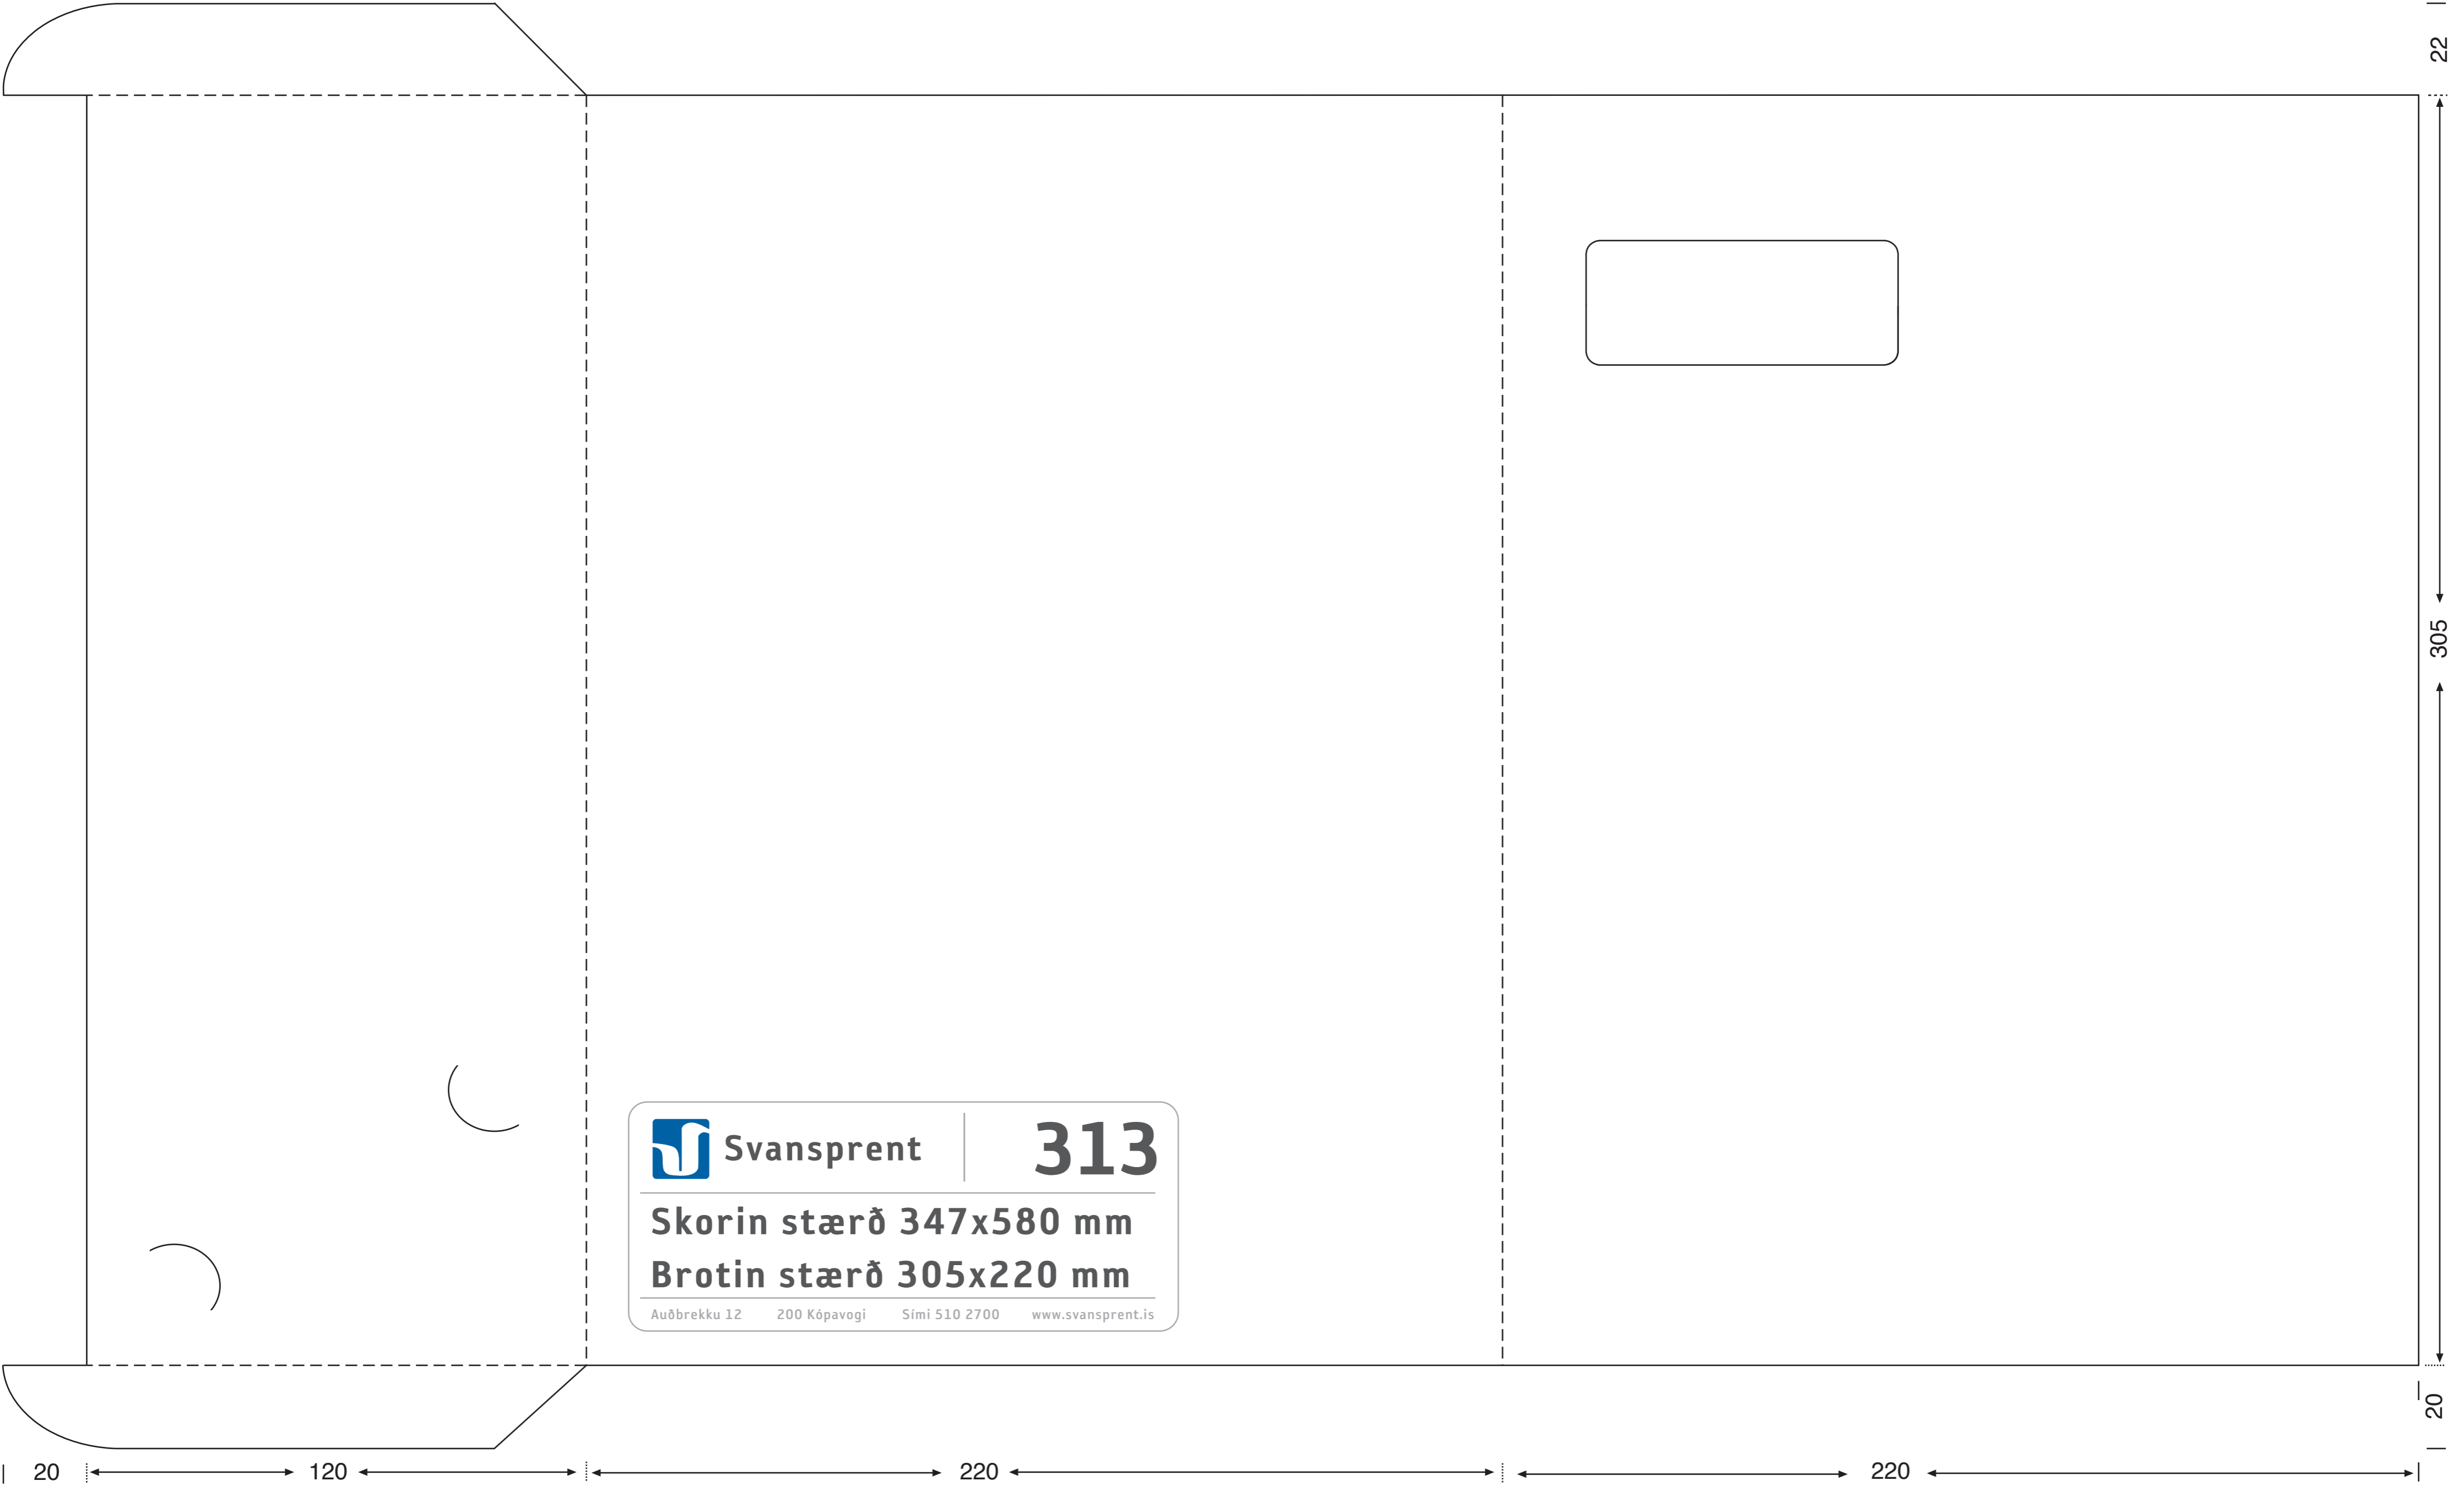 22
305
Svansprent
313
Skorin stærð 347x580 mm
Brotin stærð 305x220 mm
Auðbrekku 12 200 Kópavogi Sími 510 2700 www.svansprent.is
20
20 120 220 220